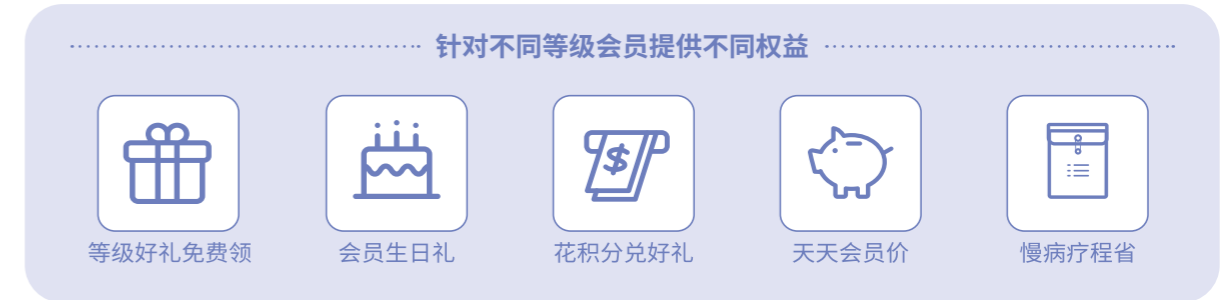 针对不同等级会员提供不同权益
等级好礼免费领
会员生日礼
花积分兑好礼
天天会员价
慢病疗程省